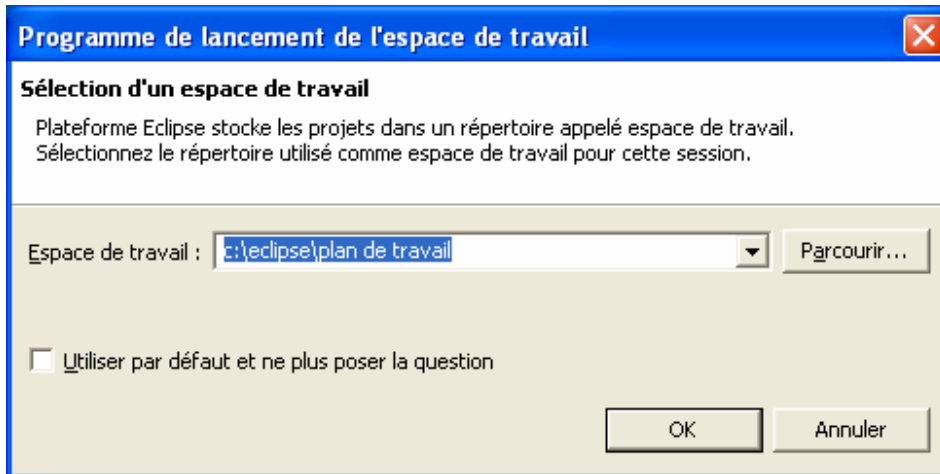 Programme de lancement de l'espace de travail
Sélection d'un espace de travail
Plateforme Eclipse stocke les projets dans un répertoire appelé espace de travail.
Sélectionnez le répertoire utilisé comme espace de travail pour cette session.
Espace de travail : c:\eclipse\plan de travail Parcourir...
Utiliser par défaut et ne plus poser la question
OK Annuler